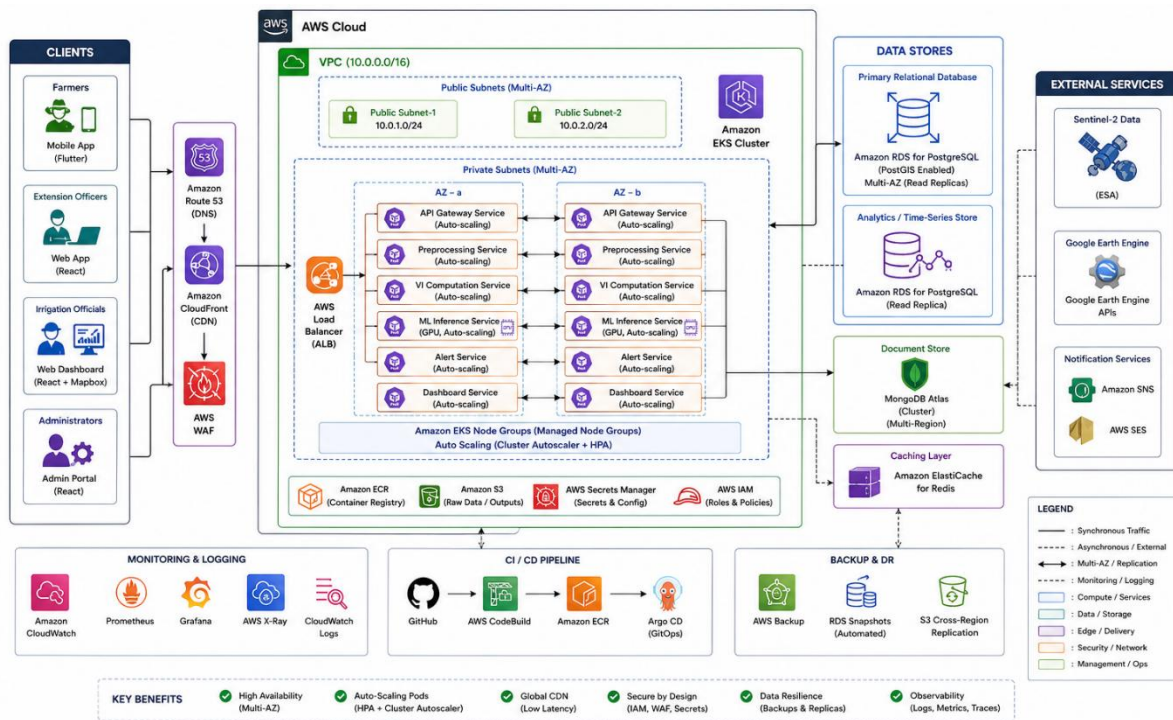 aws
AWS Cloud
VPC (10.0.0.0/16)
Public Subnets (Multi-AZ)
Public Subnet-1
10.0.1.0/24
Public Subnet-2
10.0.2.0/24
Amazon
EKS Cluster
CLIENTS
Farmers
Mobile App
(Flutter)
Extension Officers
Web App
(React)
Irrigation Officials
Web Dashboard
(React + Mapbox)
Administrators
Admin Portal
(React)
53
Amazon
Route 53
(DNS)
Amazon
CloudFront
(CDN)
AWS
WAF
Private Subnets (Multi-AZ)
AWS
Load
Balancer
(ALB)
AZ – a
API Gateway Service
(Auto-scaling)
Preprocessing Service
(Auto-scaling)
VI Computation Service
(Auto-scaling)
ML Inference Service
(GPU, Auto-scaling)
Alert Service
(Auto-scaling)
Dashboard Service
(Auto-scaling)
AZ – b
API Gateway Service
(Auto-scaling)
Preprocessing Service
(Auto-scaling)
VI Computation Service
(Auto-scaling)
ML Inference Service
(GPU, Auto-scaling)
Alert Service
(Auto-scaling)
Dashboard Service
(Auto-scaling)
Amazon EKS Node Groups (Managed Node Groups)
Auto Scaling (Cluster Autoscaler + HPA)
Amazon ECR
(Container Registry)
Amazon S3
(Raw Data / Outputs)
AWS Secrets Manager
(Secrets & Config)
AWS IAM
(Roles & Policies)
DATA STORES
Primary Relational Database
Amazon RDS for PostgreSQL
(PostGIS Enabled)
Multi-AZ (Read Replicas)
Analytics / Time-Series Store
Amazon RDS for PostgreSQL
(Read Replica)
Document Store
MongoDB Atlas
(Cluster)
(Multi-Region)
Caching Layer
Amazon ElastiCache
for Redis
EXTERNAL SERVICES
Sentinel-2 Data
(ESA)
Google Earth Engine
Google Earth Engine
APIs
Notification Services
Amazon SNS
AWS SES
LEGEND
: Synchronous Traffic
: Asynchronous / External
: Multi-AZ / Replication
: Monitoring / Logging
: Compute / Services
: Data / Storage
: Edge / Delivery
: Security / Network
: Management / Ops
MONITORING & LOGGING
Amazon
CloudWatch
Prometheus
Grafana
AWS X-Ray
CloudWatch
Logs
CI / CD PIPELINE
GitHub
AWS CodeBuild
Amazon ECR
Argo CD
(GitOps)
BACKUP & DR
AWS Backup
RDS Snapshots
(Automated)
S3 Cross-Region
Replication
KEY BENEFITS
High Availability
(Multi-AZ)
Auto-Scaling Pods
(HPA + Cluster Autoscaler)
Global CDN
(Low Latency)
Secure by Design
(IAM, WAF, Secrets)
Data Resilience
(Backups & Replicas)
Observability
(Logs, Metrics, Traces)